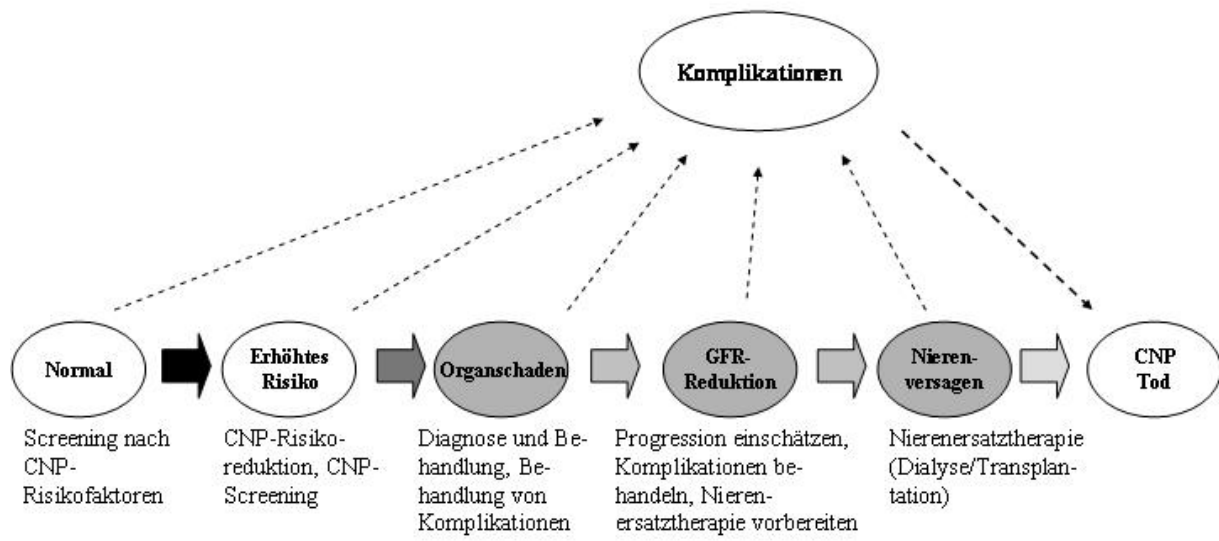 Komplikationen
Normal
Erhöhtes
Risiko
Organschaden
GFR-
Reduktion
Nieren-
versagen
CNP
Tod
Screening nach
CNP-
Risikofaktoren
CNP-Risiko-
reduktion, CNP-
Screening
Diagnose und Be-
handlung, Be-
handlung von
Komplikationen
Progression einschätzen,
Komplikationen be-
handeln, Nieren-
ersatztherapie vorbereiten
Nierenersatztherapie
(Dialyse/Transplan-
tation)